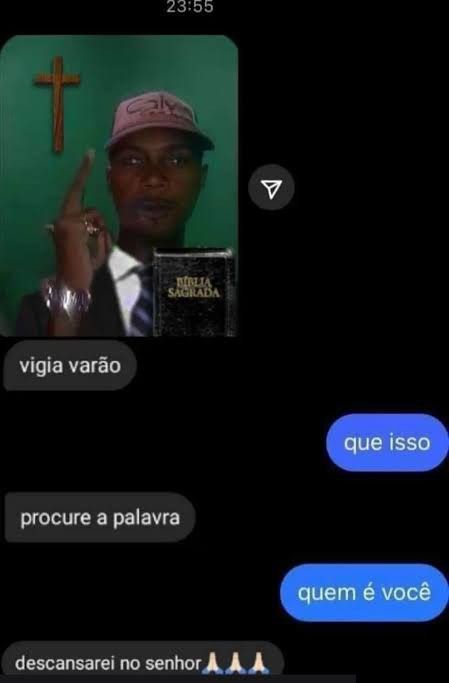 23:55
BÍBLIA
SAGRADA
vigia varão
que isso
procure a palavra
quem é você
descansarei no senhor🙏🏻🙏🏻🙏🏻